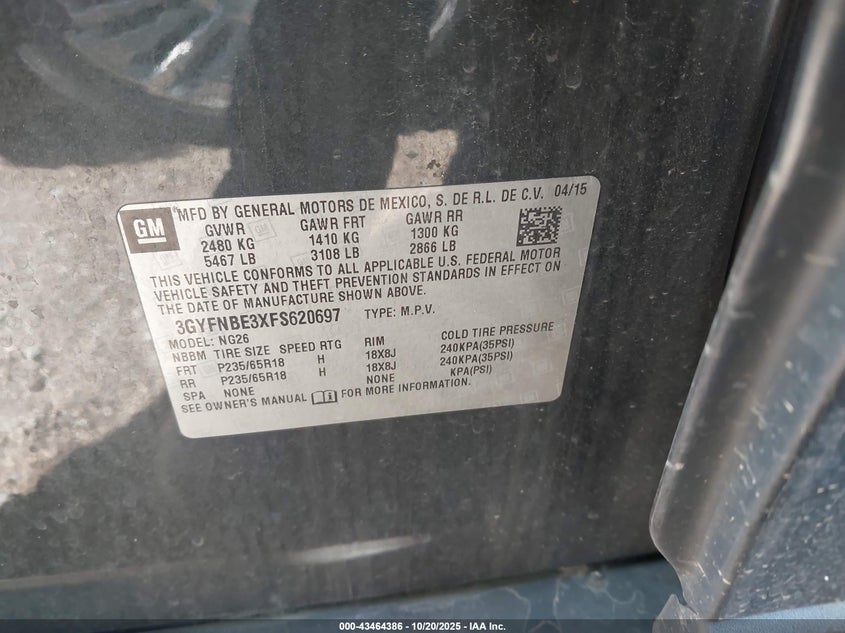 GM
MFD BY GENERAL MOTORS DE MEXICO, S. DE R.L. DE C.V. 04/15
GVWR GAWR FRT GAWR RR
2480 KG 1410 KG 1300 KG
5467 LB 3108 LB 2866 LB
THIS VEHICLE CONFORMS TO ALL APPLICABLE U.S. FEDERAL MOTOR
VEHICLE SAFETY AND THEFT PREVENTION STANDARDS IN EFFECT ON
THE DATE OF MANUFACTURE SHOWN ABOVE.
3GYFNBE3XFS620697 TYPE: M.P.V.
MODEL: NG26
NBBM TIRE SIZE SPEED RTG RIM COLD TIRE PRESSURE
FRT P235/65R18 H 18X8J 240KPA(35PSI)
RR P235/65R18 H 18X8J 240KPA(35PSI)
SPA NONE NONE KPA(PSI)
SEE OWNER'S MANUAL FOR MORE INFORMATION.
000-43464386 - 10/20/2025 - IAA Inc.